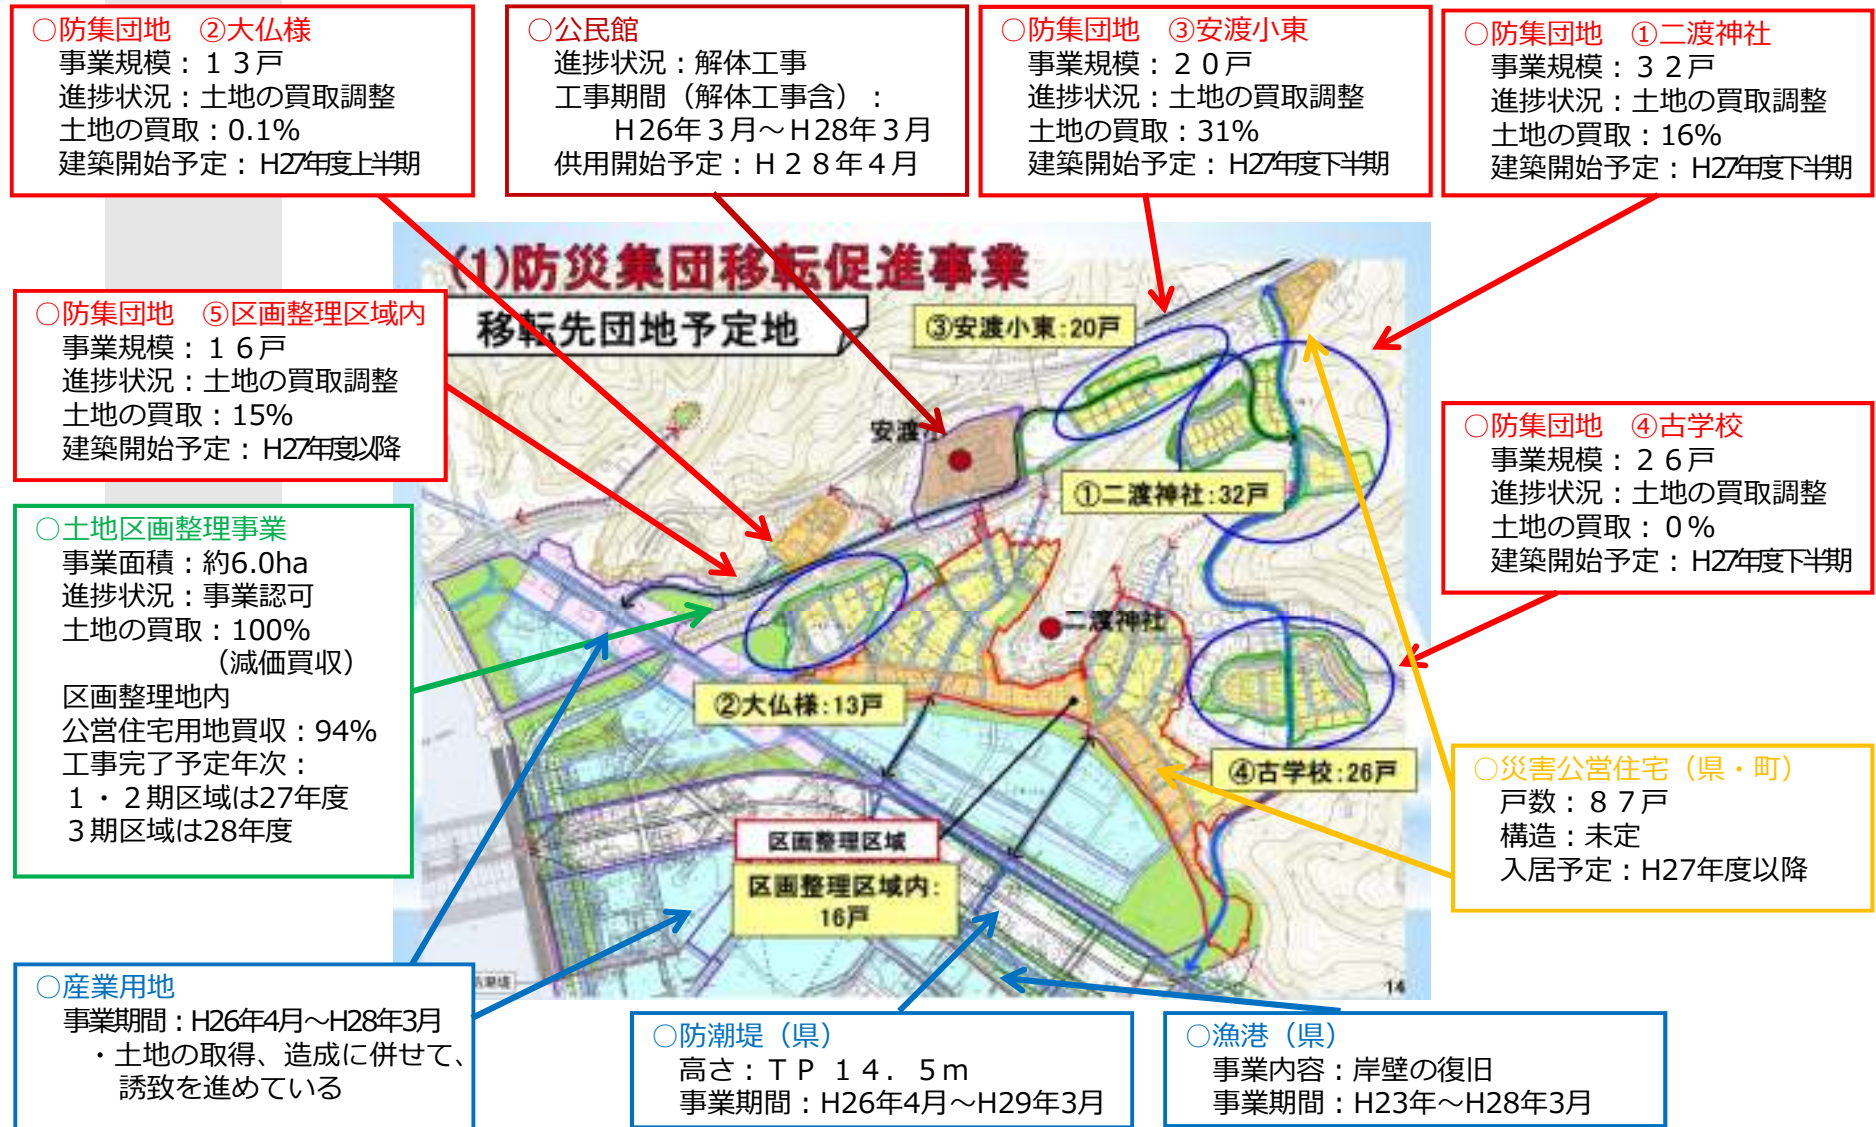 ○防集団地　②大仏様
事業規模：１３戸
進捗状況：土地の買取調整
土地の買取：0.1%
建築開始予定：H27年度上半期
○公民館
進捗状況：解体工事
工事期間（解体工事含）：
H26年３月～H28年３月
供用開始予定：H２８年４月
○防集団地　③安渡小東
事業規模：２０戸
進捗状況：土地の買取調整
土地の買取：31%
建築開始予定：H27年度下半期
○防集団地　①二渡神社
事業規模：３２戸
進捗状況：土地の買取調整
土地の買取：16%
建築開始予定：H27年度下半期
(1)防災集団移転促進事業
移転先団地予定地
○防集団地　⑤区画整理区域内
事業規模：１６戸
進捗状況：土地の買取調整
土地の買取：15%
建築開始予定：H27年度以降
③安渡小東:20戸
安渡小
①二渡神社:32戸
二渡神社
②大仏様:13戸
④古学校:26戸
区画整理区域
区画整理区域内:
16戸
14
○防集団地　④古学校
事業規模：２６戸
進捗状況：土地の買取調整
土地の買取：０%
建築開始予定：H27年度下半期
○土地区画整理事業
事業面積：約6.0ha
進捗状況：事業認可
土地の買取：100%
（減価買収）
区画整理地内
公営住宅用地買収：94%
工事完了予定年次：
１・２期区域は27年度
３期区域は28年度
○災害公営住宅（県・町）
戸数：８７戸
構造：未定
入居予定：H27年度以降
○産業用地
事業期間：H26年4月～H28年3月
・土地の取得、造成に併せて、
誘致を進めている
○防潮堤（県）
高さ：ＴＰ １４．５ｍ
事業期間：H26年4月～H29年3月
○漁港（県）
事業内容：岸壁の復旧
事業期間：H23年～H28年3月